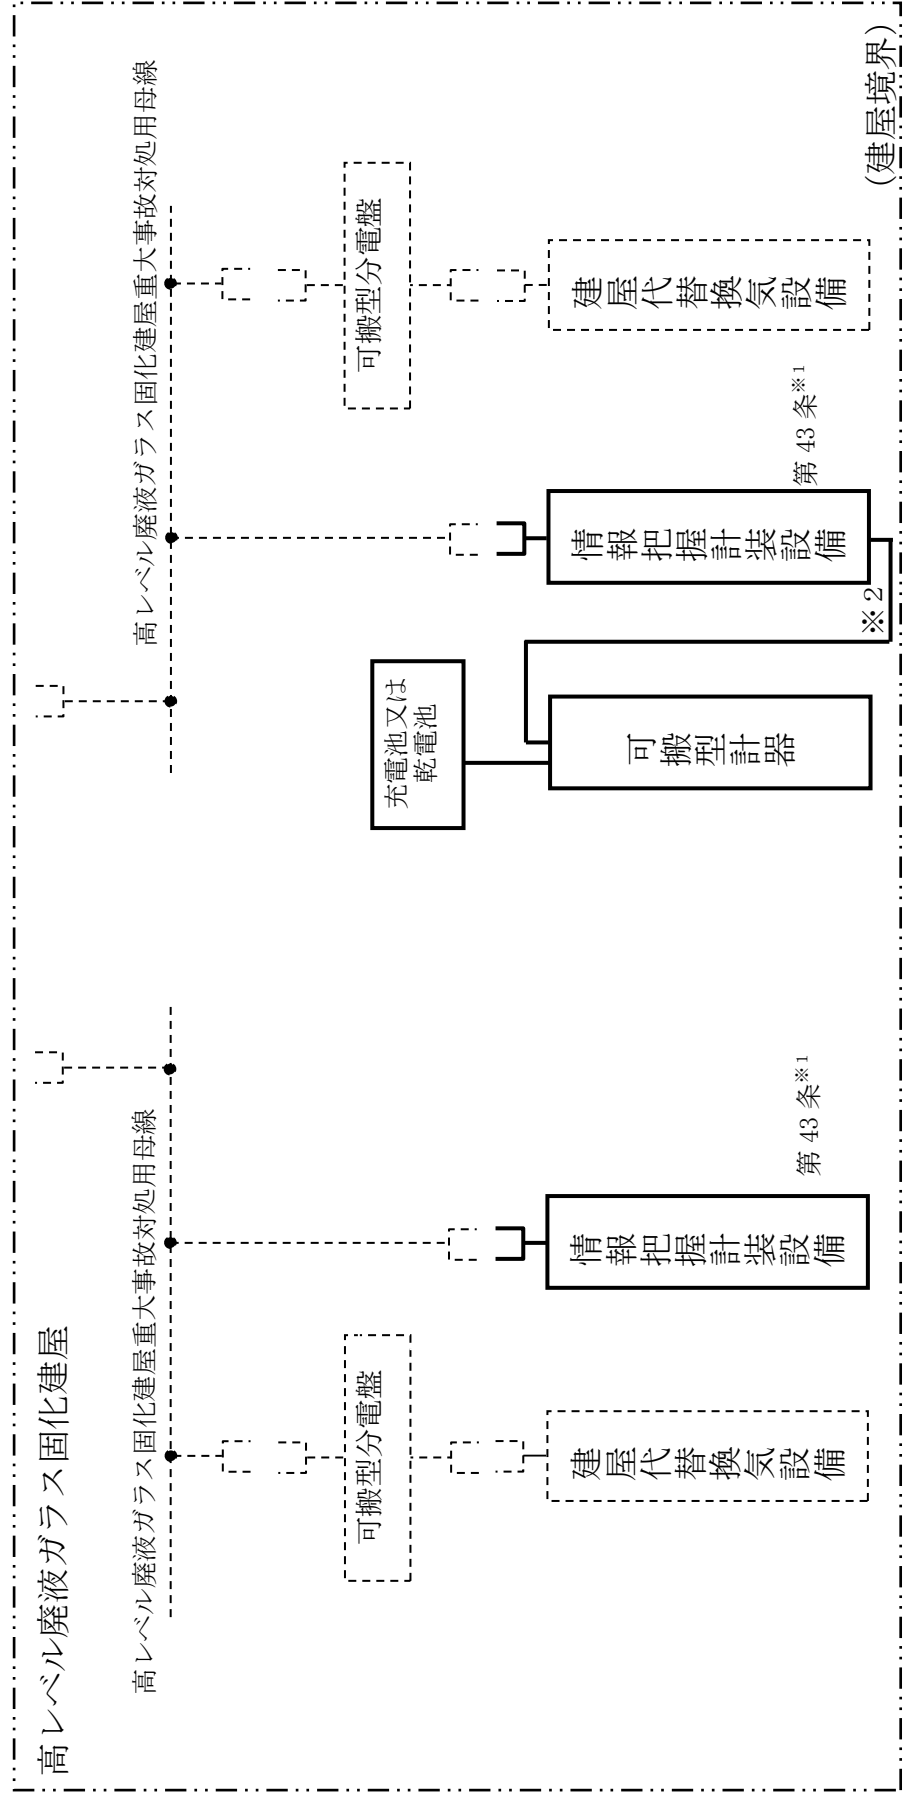 高レベル廃液ガラス固化建屋
高レベル廃液ガラス固化建屋重大事故対処用母線
高レベル廃液ガラス固化建屋重大事故対処用母線
可搬型分電盤
可搬型分電盤
充電池又は
乾電池
建屋代替換気設備
情報把握計装設備
第 43 条※1
可搬型計器
情報把握計装設備
第 43 条※1
建屋代替換気設備
※2
(建屋境界)